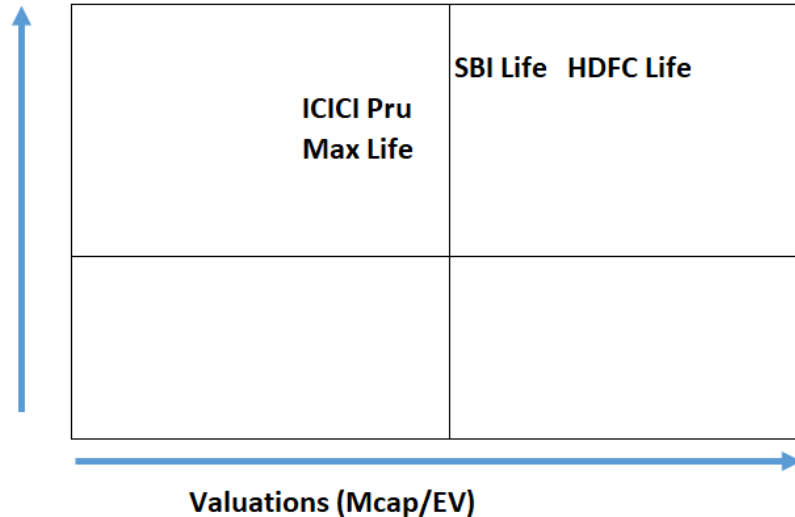 SBI Life HDFC Life
ICICI Pru
Max Life
Valuations (Mcap/EV)